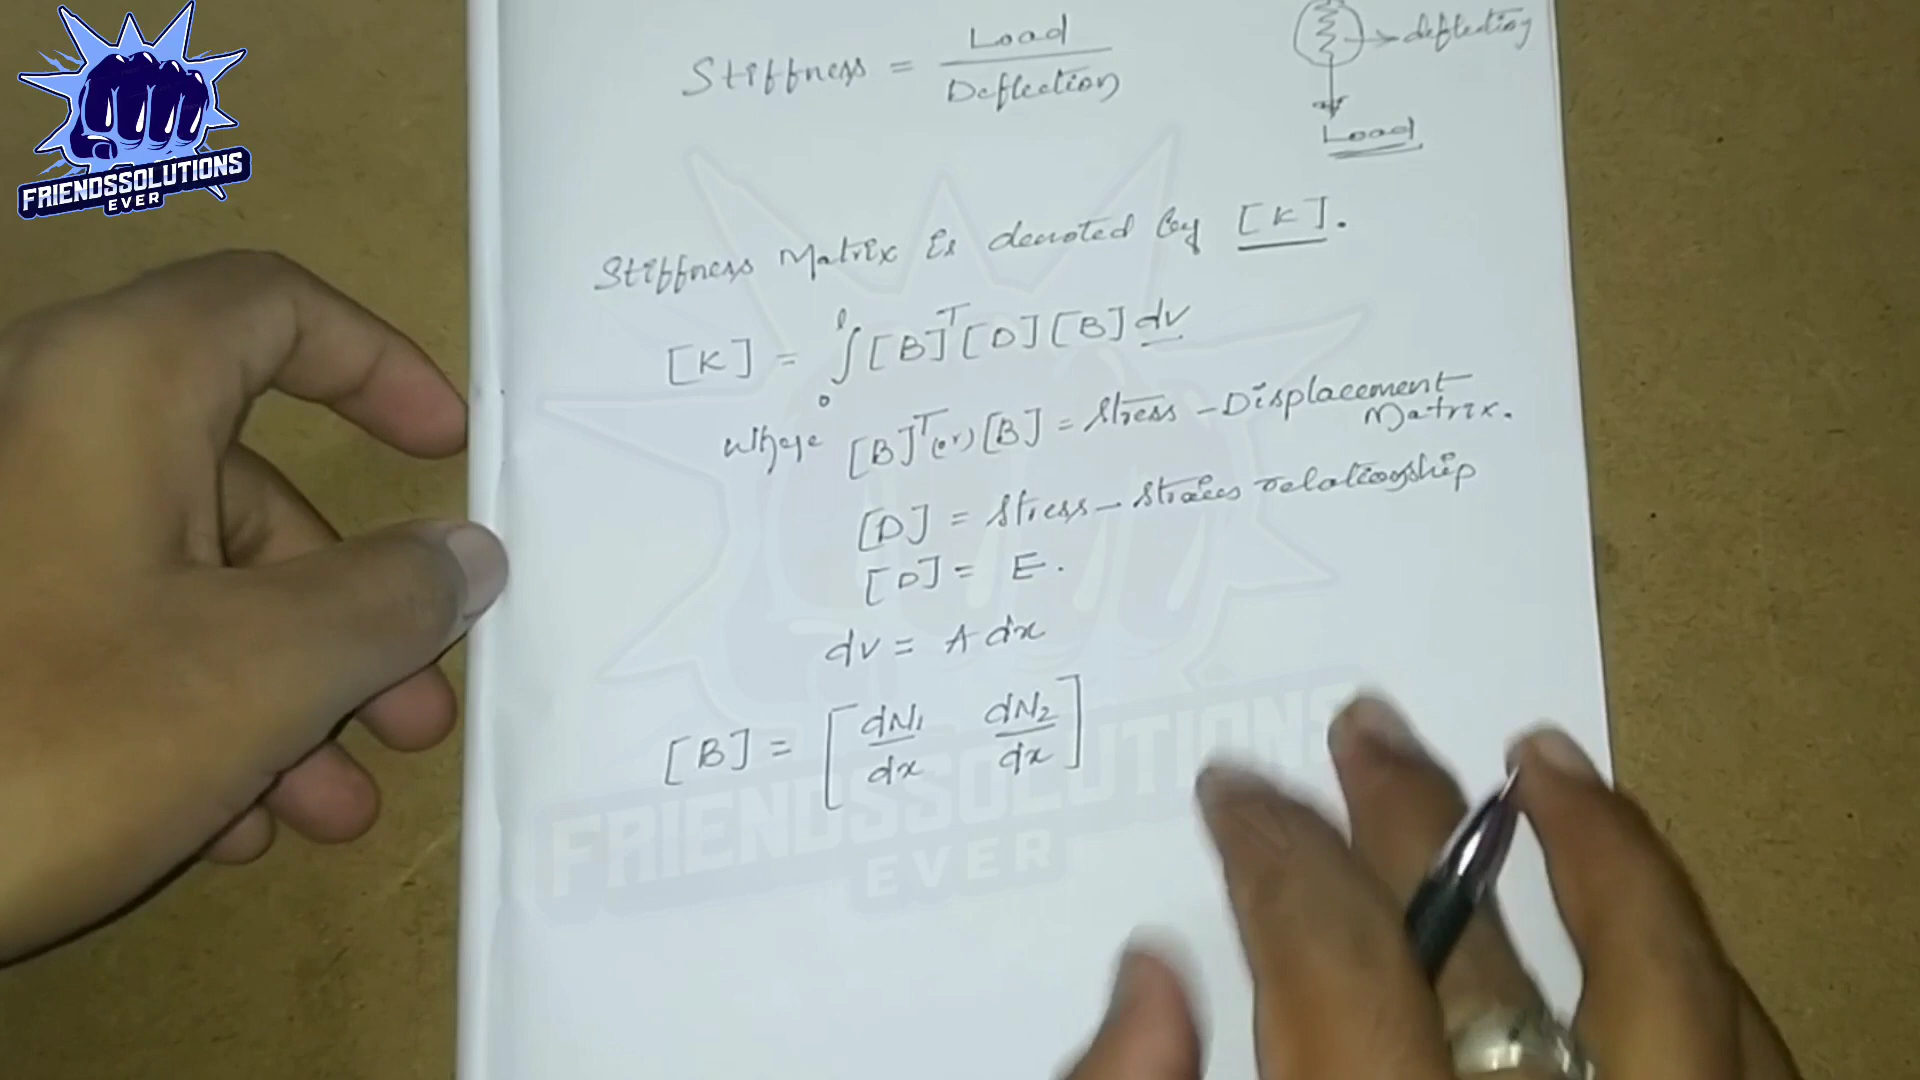 FRIENDSSOLUTIONS
EVER
Stiffness = Load / Deflection
deflection
Load
Stiffness Matrix is denoted by [K].
[K] = ∫₀ˡ [B]ᵀ [D] [B] dv
where [B]ᵀ (or) [B] = Stress - Displacement Matrix.
[D] = Stress - Strain relationship
[D] = E.
dv = A dx
[B] = [dN₁/dx dN₂/dx]
FRIENDSSOLUTIONS
EVER